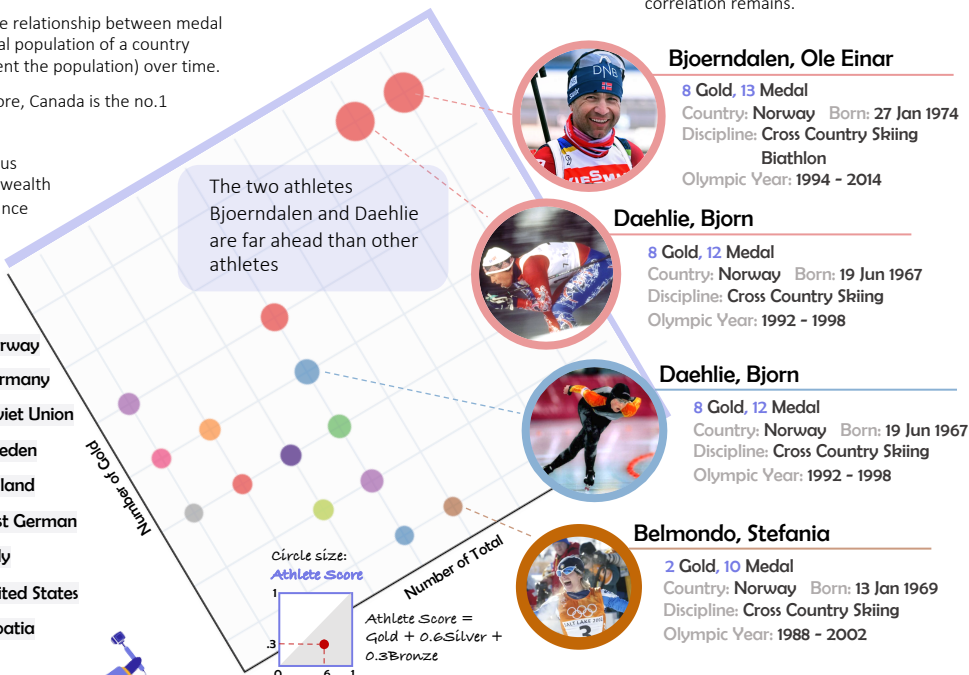 correlation remains.
e relationship between medal
al population of a country
ent the population) over time.
ore, Canada is the no.1
us
wealth
ance
rway
rmany
viet Union
eden
land
st German
ly
ited States
oatia
The two athletes
Bjoerndalen and Daehlie
are far ahead than other
athletes
Number of Gold
Number of Total
Circle size:
Athlete Score
1
.3
0 .6 1
Athlete Score =
Gold + 0.6Silver +
0.3Bronze
Bjoerndalen, Ole Einar
8 Gold, 13 Medal
Country: Norway Born: 27 Jan 1974
Discipline: Cross Country Skiing
Biathlon
Olympic Year: 1994 - 2014
Daehlie, Bjorn
8 Gold, 12 Medal
Country: Norway Born: 19 Jun 1967
Discipline: Cross Country Skiing
Olympic Year: 1992 - 1998
Daehlie, Bjorn
8 Gold, 12 Medal
Country: Norway Born: 19 Jun 1967
Discipline: Cross Country Skiing
Olympic Year: 1992 - 1998
Belmondo, Stefania
2 Gold, 10 Medal
Country: Norway Born: 13 Jan 1969
Discipline: Cross Country Skiing
Olympic Year: 1988 - 2002
DNB
3